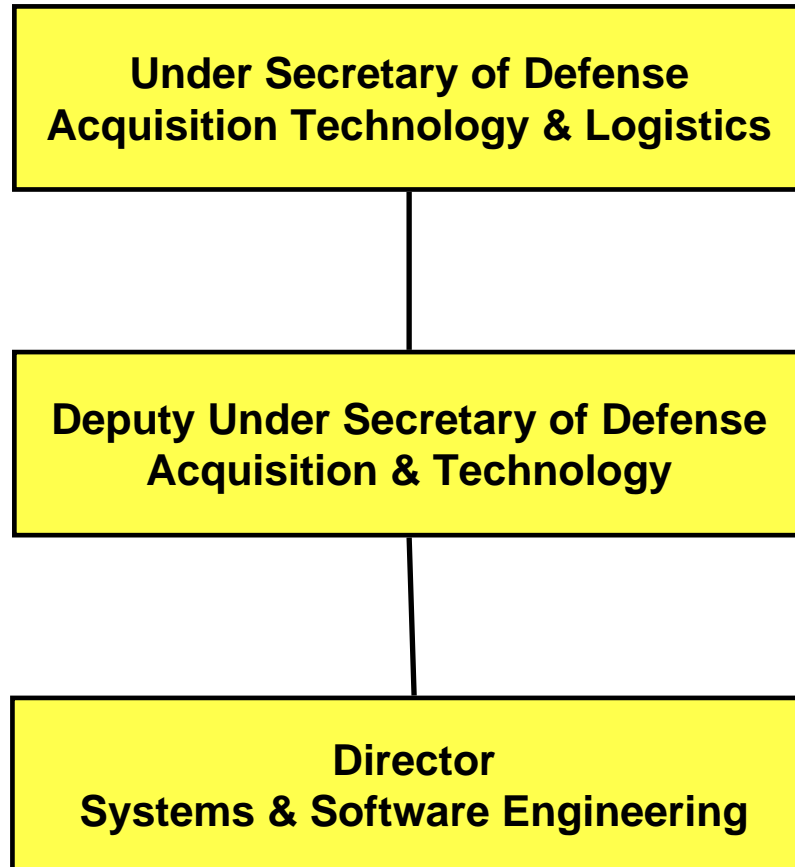 Under Secretary of Defense
Acquisition Technology & Logistics
Deputy Under Secretary of Defense
Acquisition & Technology
Director
Systems & Software Engineering